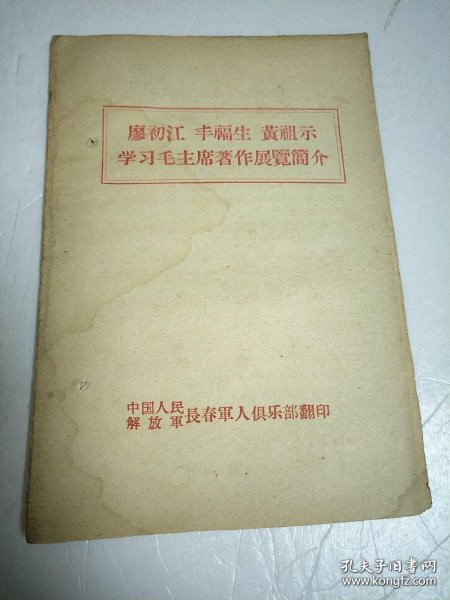 廖初江 丰福生 黄祖示
学习毛主席著作展覽簡介
中国人民
解放軍
長春軍人俱乐部翻印
孔夫子旧书网
www.kongfz.com